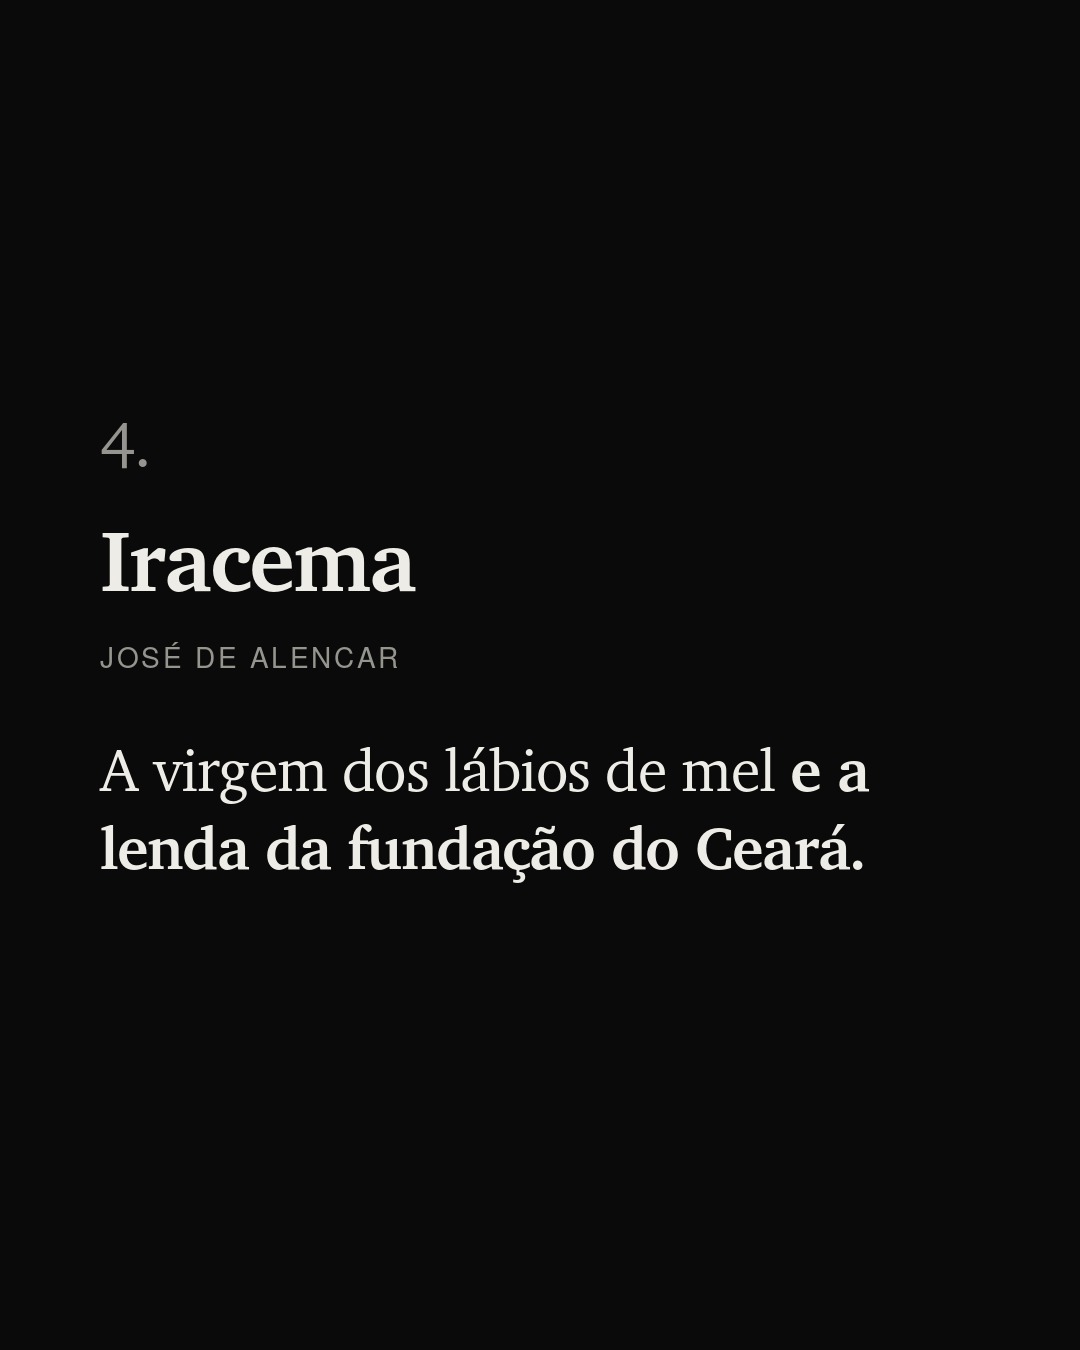 4.
Iracema
JOSÉ DE ALENCAR
A virgem dos lábios de mel e a
lenda da fundação do Ceará.